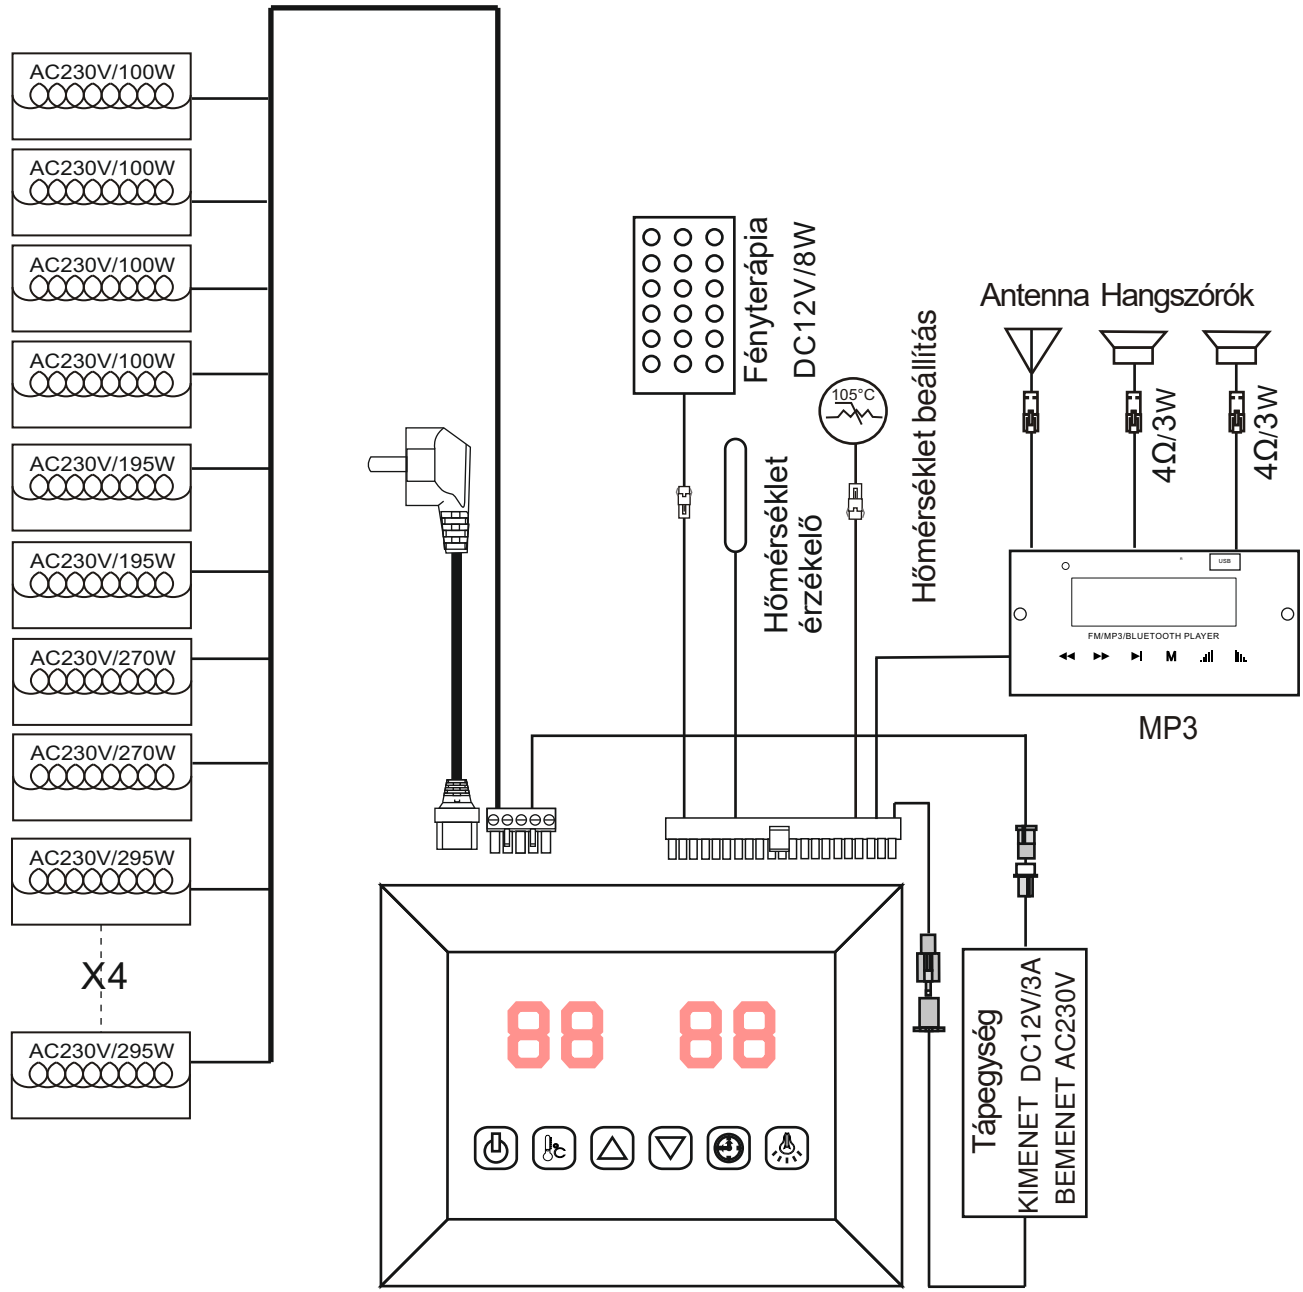 AC230V/100W
AC230V/100W
AC230V/100W
AC230V/100W
AC230V/195W
AC230V/195W
AC230V/270W
AC230V/270W
AC230V/295W
X4
AC230V/295W
Fényterápia
DC12V/8W
Hőmérséklet
érzékelő
105°C
Hőmérséklet beállítás
Antenna Hangszórók
4Ω/3W
4Ω/3W
USB
FM/MP3/BLUETOOTH PLAYER
M
MP3
88 88
°C
Tápegység
KIMENET DC12V/3A
BEMENET AC230V